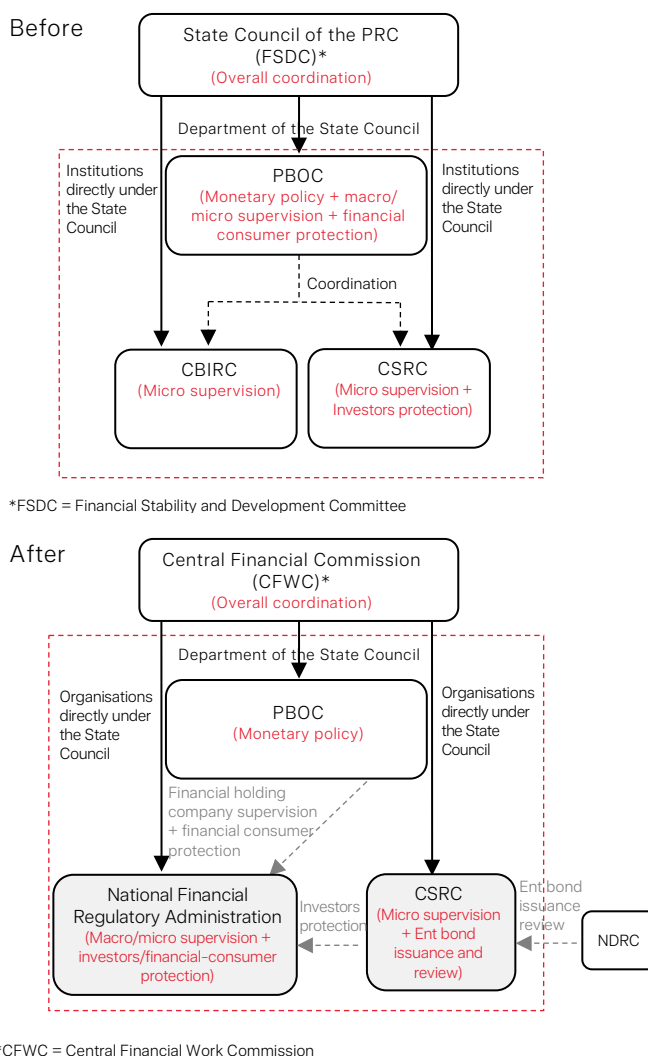 Before
State Council of the PRC
(FSDC)*
(Overall coordination)
Department of the State Council
Institutions
directly under
the State
Council
PBOC
(Monetary policy + macro/
micro supervision + financial
consumer protection)
Institutions
directly under
the State
Council
Coordination
CBIRC
(Micro supervision)
CSRC
(Micro supervision +
Investors protection)
*FSDC = Financial Stability and Development Committee
After
Central Financial Commission
(CFWC)*
(Overall coordination)
Department of the State Council
Organisations
directly under
the State
Council
PBOC
(Monetary policy)
Organisations
directly under
the State
Council
Financial holding
company supervision
+ financial consumer
protection
National Financial
Regulatory Administration
(Macro/micro supervision +
investors/financial-consumer
protection)
Investors
protection
CSRC
(Micro supervision
+ Ent bond
issuance and
review)
Ent bond
issuance
review
NDRC
*CFWC = Central Financial Work Commission